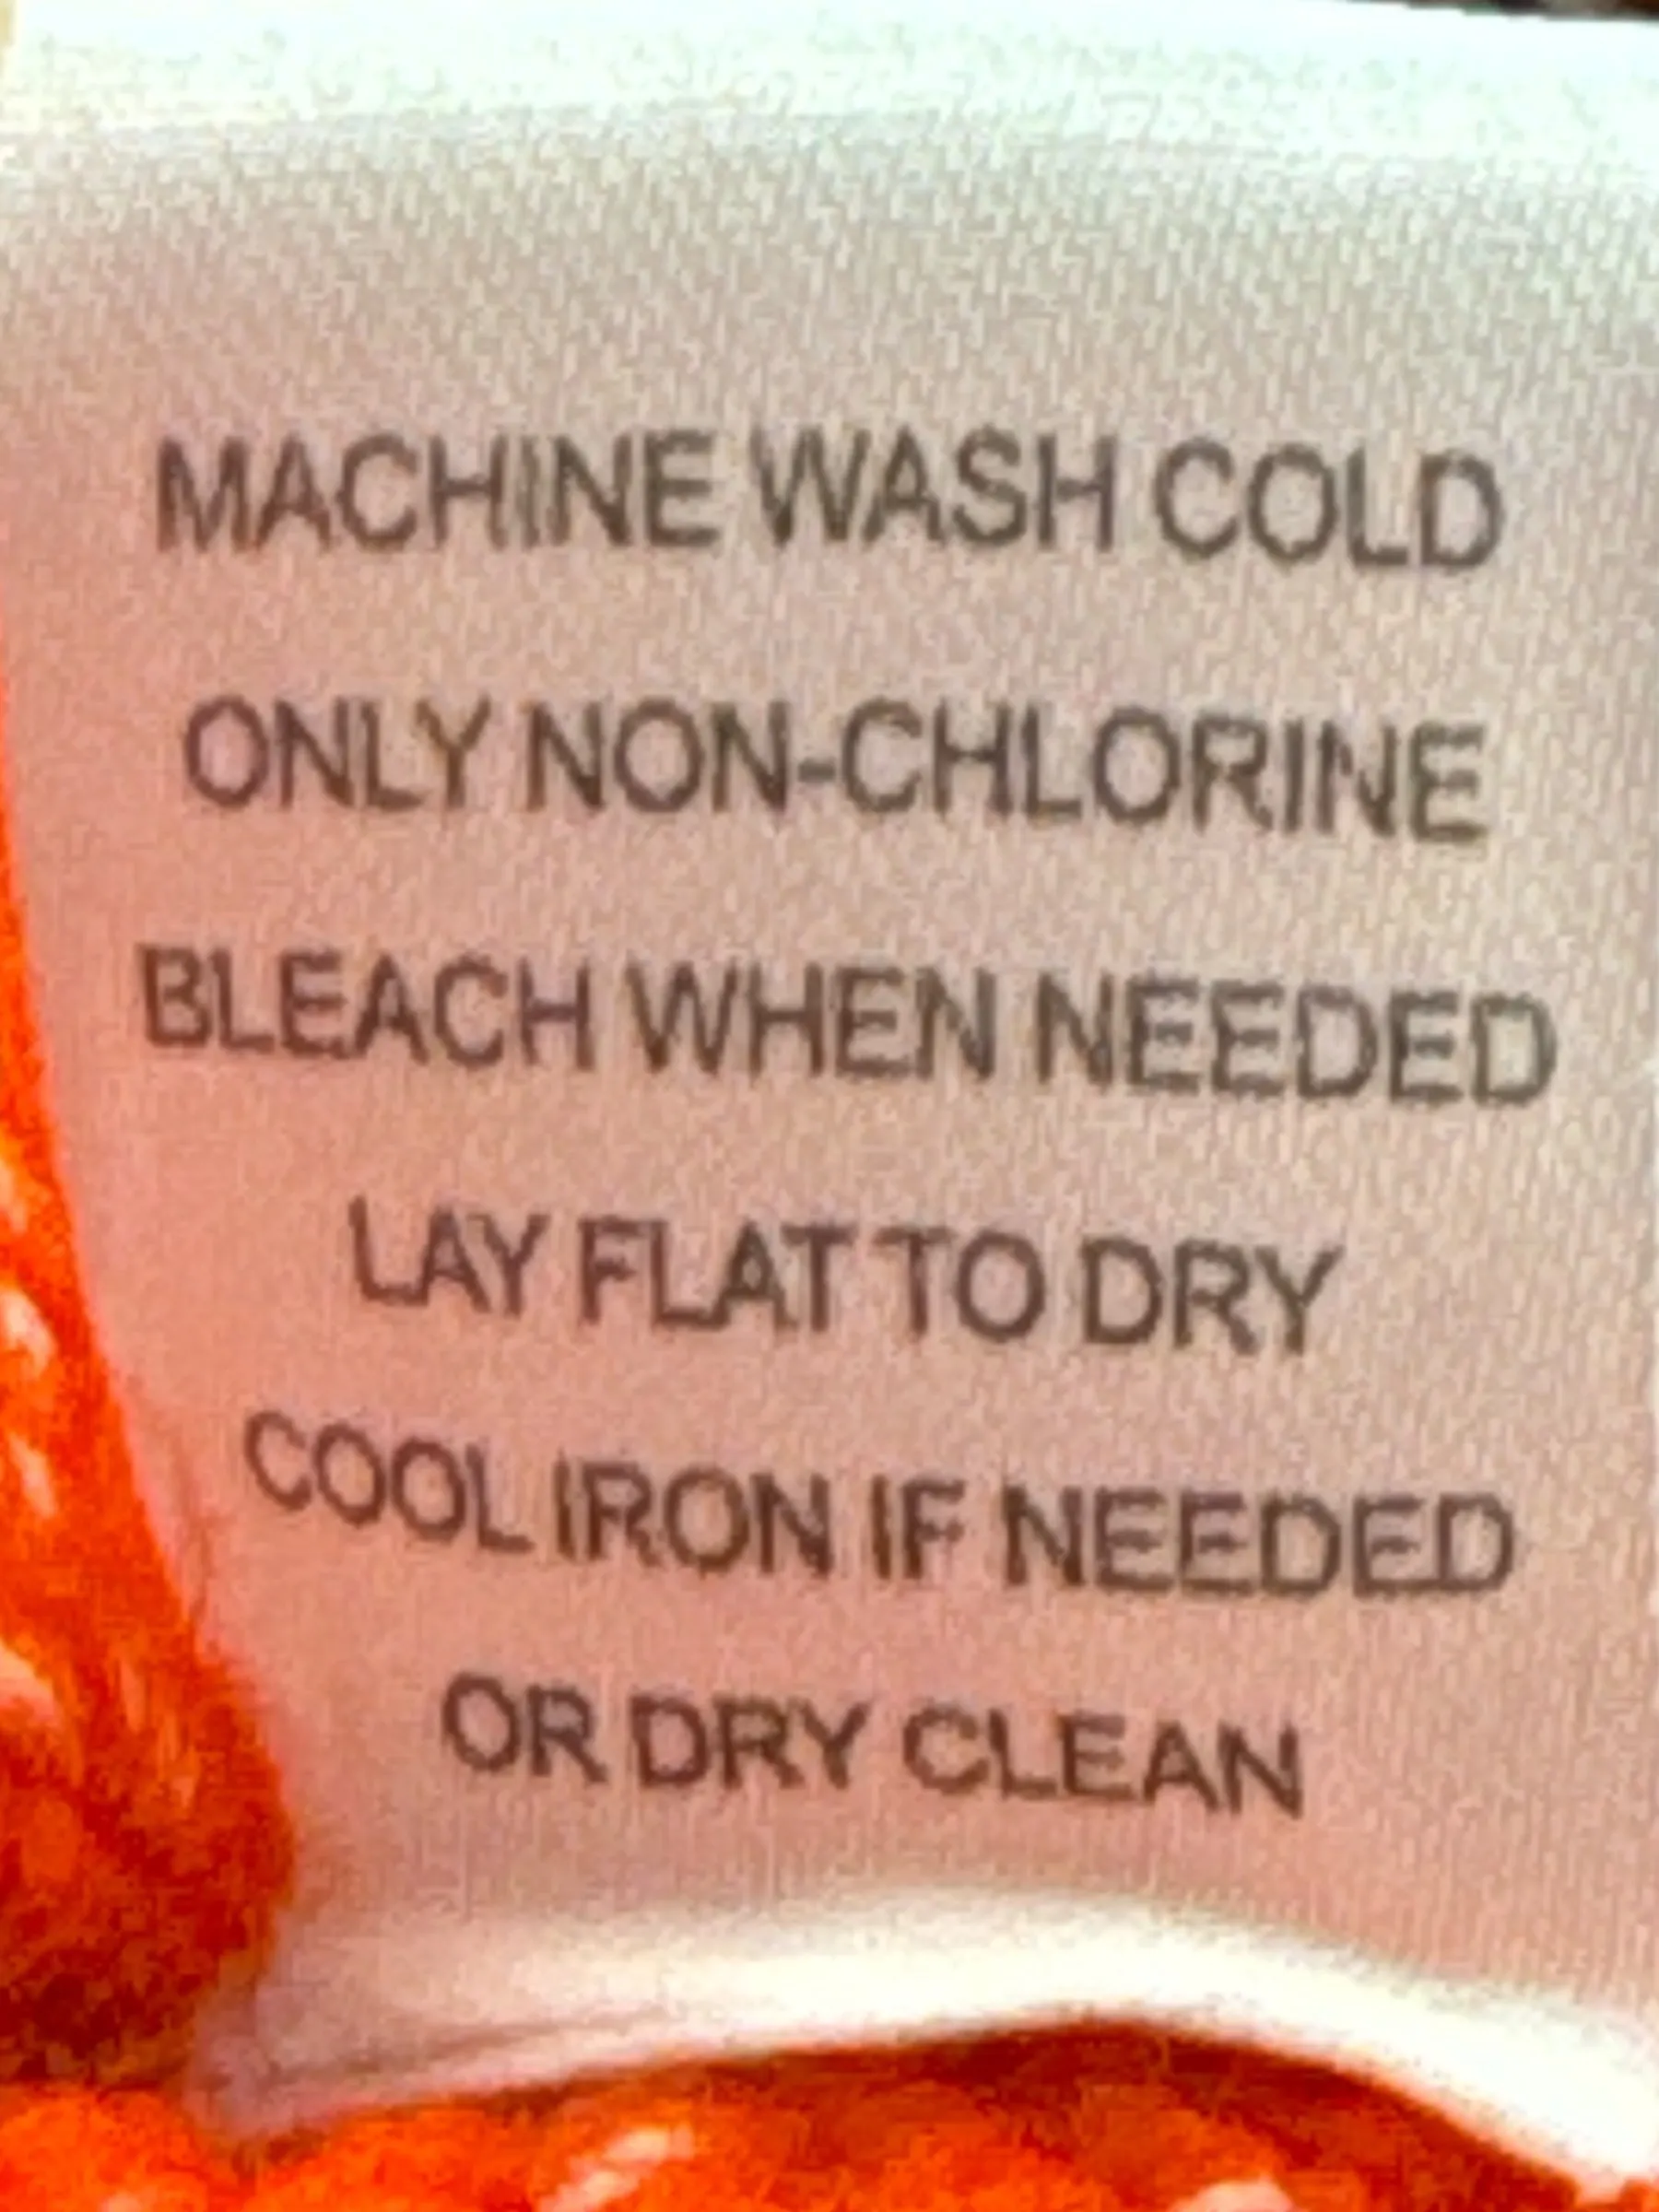 MACHINE WASH COLD
ONLY NON-CHLORINE
BLEACH WHEN NEEDED
LAY FLAT TO DRY
COOL IRON IF NEEDED
OR DRY CLEAN